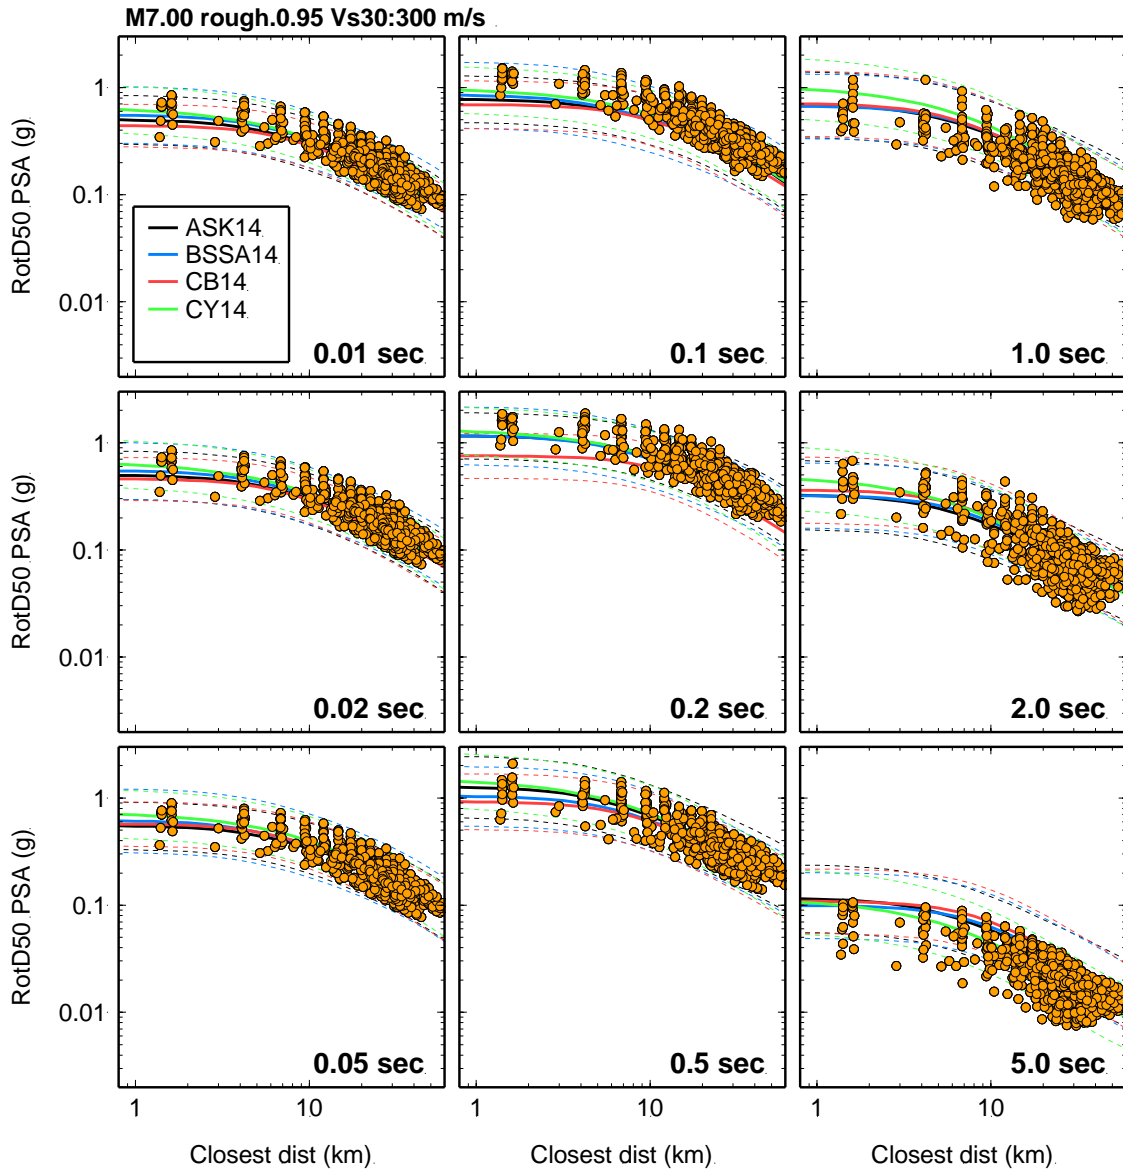 M7.00 rough.0.95 Vs30:300 m/s
RotD50 PSA (g)
1
0.1
0.01
ASK14
BSSA14
CB14
CY14
0.01 sec
0.1 sec
1.0 sec
RotD50 PSA (g)
1
0.1
0.01
0.02 sec
0.2 sec
2.0 sec
RotD50 PSA (g)
1
0.1
0.01
0.05 sec
0.5 sec
5.0 sec
1 10
1 10
1 10
Closest dist (km)
Closest dist (km)
Closest dist (km)